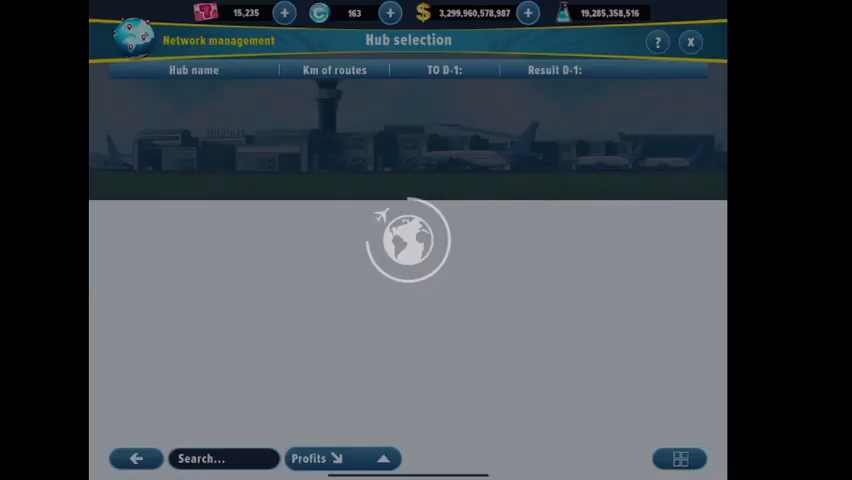 15,235 + 163 + 3,299,960,578,987 + 19,285,358,516
Network management Hub selection ? X
Hub name Km of routes TO D-1: Result D-1:
Search... Profits